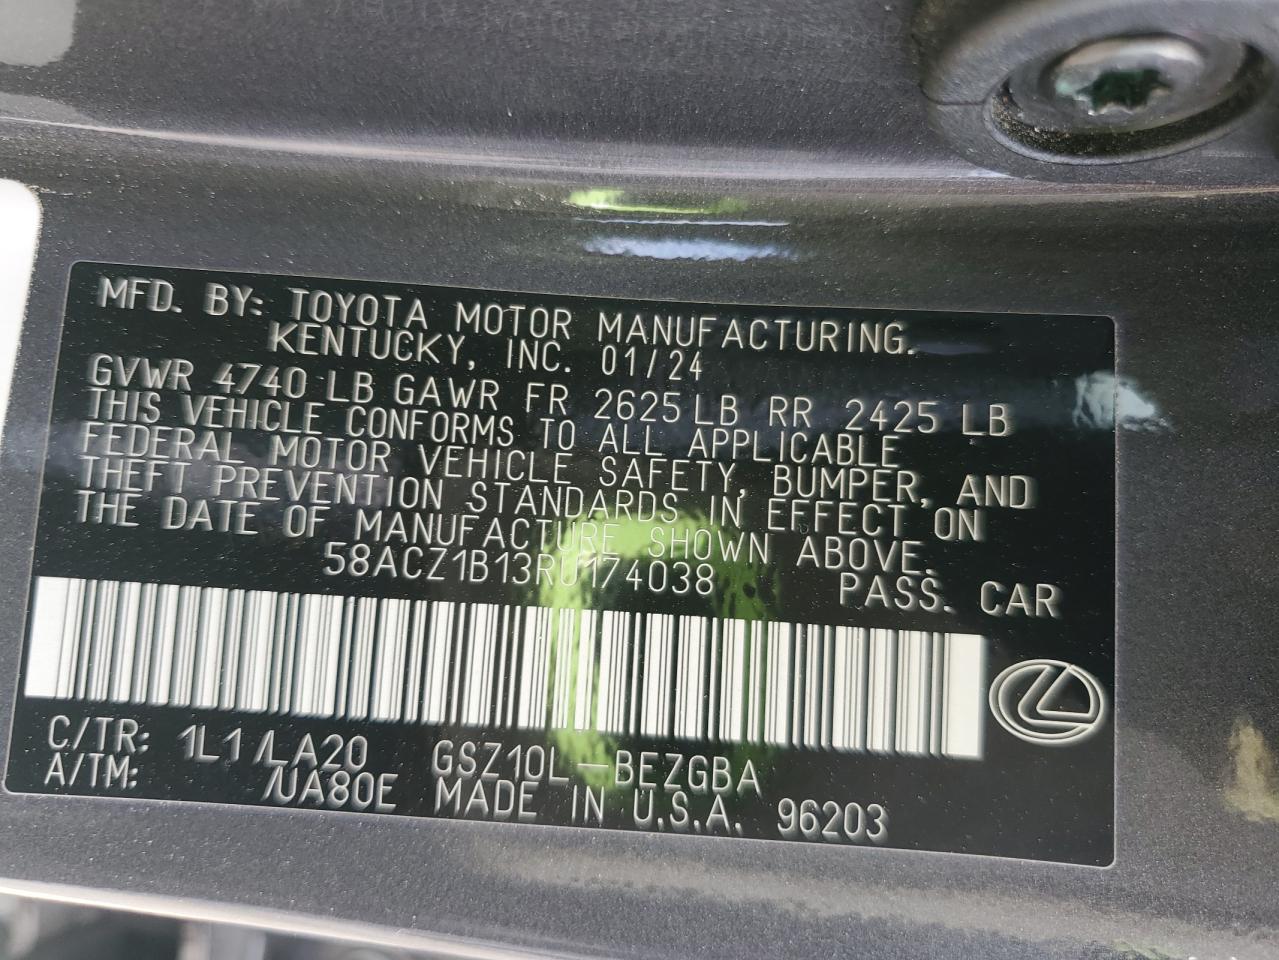 MFD. BY: TOYOTA MOTOR MANUFACTURING.
KENTUCKY, INC. 01/24
GVWR 4740 LB GAWR FR 2625 LB RR 2425 LB
THIS VEHICLE CONFORMS TO ALL APPLICABLE
FEDERAL MOTOR VEHICLE SAFETY, BUMPER, AND
THEFT PREVENTION STANDARDS IN EFFECT ON
THE DATE OF MANUFACTURE SHOWN ABOVE.
58ACZ1B13RU174038 PASS. CAR
C/TR: 1L1 /LA20 GSZ10L-BEZGBA
A/TM: /UA80E MADE IN U.S.A. 96203